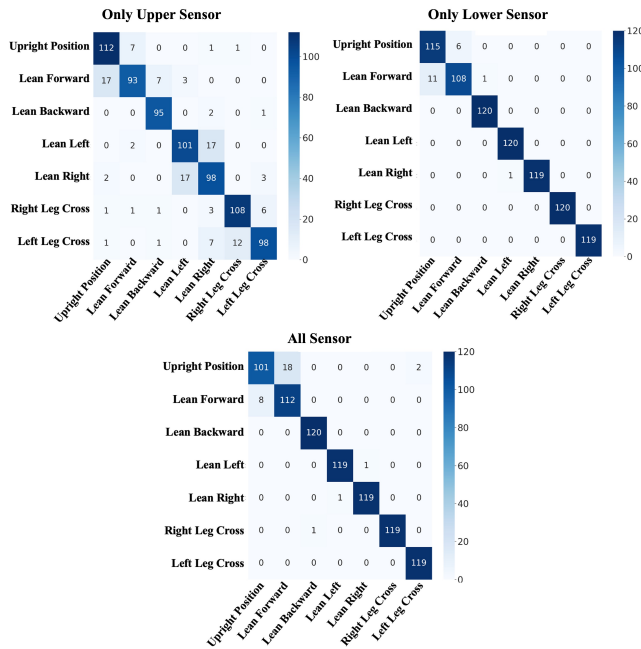 Only Upper Sensor
Upright Position 112 7 0 0 1 1 0
Lean Forward 17 93 7 3 0 0 0
Lean Backward 0 0 95 0 2 0 1
Lean Left 0 2 0 101 17 0 0
Lean Right 2 0 0 17 98 0 3
Right Leg Cross 1 1 1 0 3 108 6
Left Leg Cross 1 0 1 0 7 12 98
Upright Position
Lean Forward
Lean Backward
Lean Left
Lean Right
Right Leg Cross
Left Leg Cross
100
80
60
40
20
0
Only Lower Sensor
Upright Position 115 6 0 0 0 0 0
Lean Forward 11 108 1 0 0 0 0
Lean Backward 0 0 120 0 0 0 0
Lean Left 0 0 0 120 0 0 0
Lean Right 0 0 0 1 119 0 0
Right Leg Cross 0 0 0 0 0 120 0
Left Leg Cross 0 0 0 0 0 0 119
Upright Position
Lean Forward
Lean Backward
Lean Left
Lean Right
Right Leg Cross
Left Leg Cross
120
100
80
60
40
20
0
All Sensor
Upright Position 101 18 0 0 0 0 2
Lean Forward 8 112 0 0 0 0 0
Lean Backward 0 0 120 0 0 0 0
Lean Left 0 0 0 119 1 0 0
Lean Right 0 0 0 1 119 0 0
Right Leg Cross 0 0 1 0 0 119 0
Left Leg Cross 0 0 0 0 0 0 119
Upright Position
Lean Forward
Lean Backward
Lean Left
Lean Right
Right Leg Cross
Left Leg Cross
120
100
80
60
40
20
0